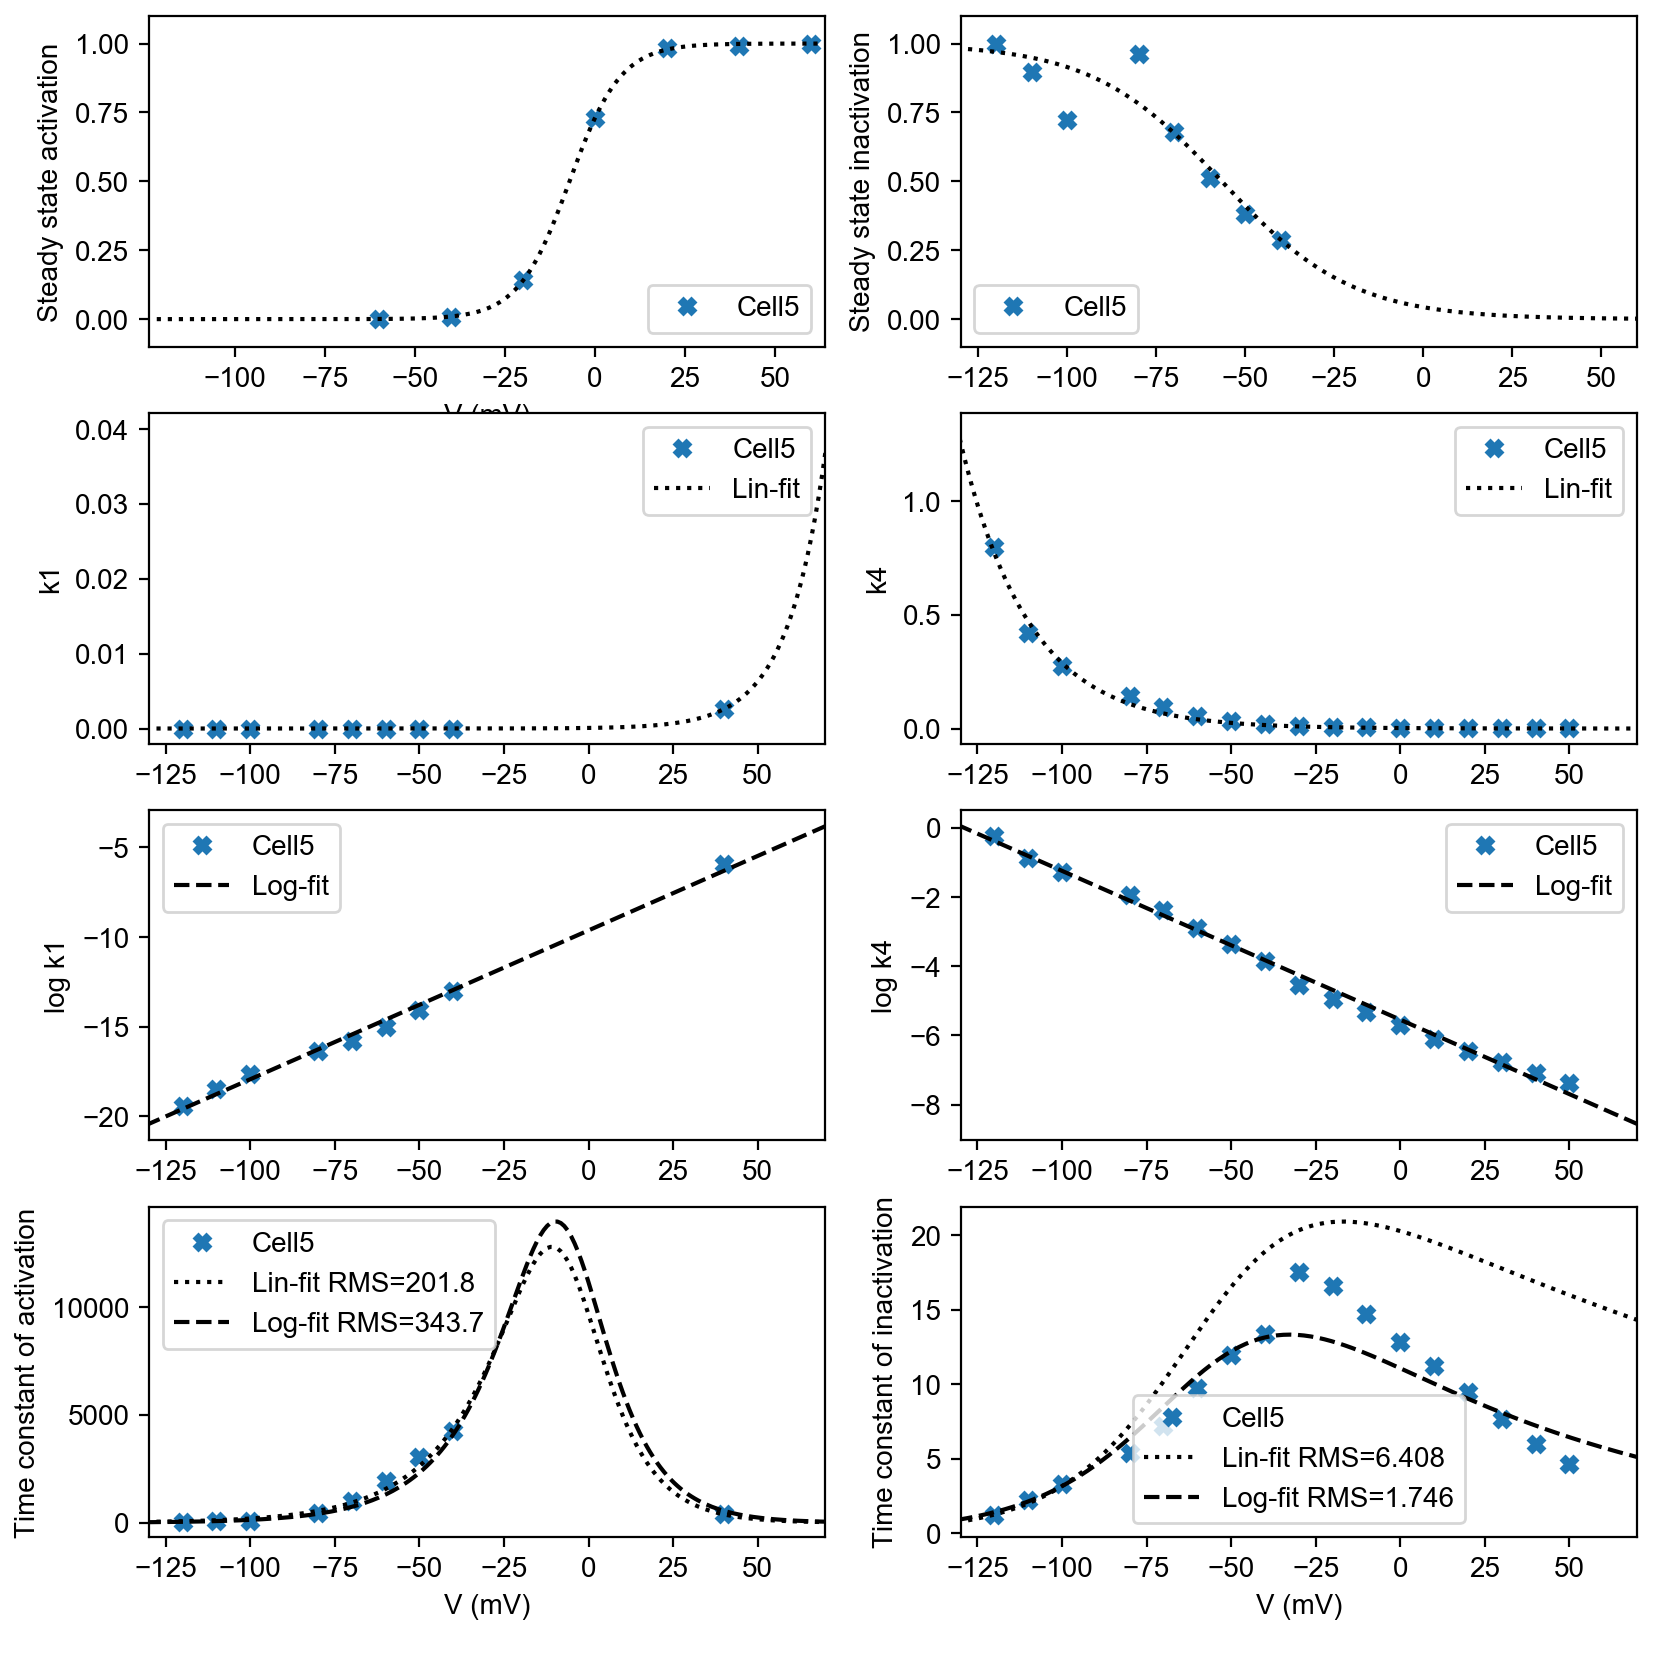 Steady state activation
1.00
0.75
0.50
0.25
0.00
Cell5
−100 −75 −50 −25 0 25 50
V (mV)
Steady state inactivation
1.00
0.75
0.50
0.25
0.00
Cell5
−125 −100 −75 −50 −25 0 25 50
k1
0.04
0.03
0.02
0.01
0.00
Cell5
Lin-fit
−125 −100 −75 −50 −25 0 25 50
k4
1.0
0.5
0.0
Cell5
Lin-fit
−125 −100 −75 −50 −25 0 25 50
log k1
−5
−10
−15
−20
Cell5
Log-fit
−125 −100 −75 −50 −25 0 25 50
log k4
0
−2
−4
−6
−8
Cell5
Log-fit
−125 −100 −75 −50 −25 0 25 50
Time constant of activation
10000
5000
0
Cell5
Lin-fit RMS=201.8
Log-fit RMS=343.7
−125 −100 −75 −50 −25 0 25 50
V (mV)
Time constant of inactivation
20
15
10
5
0
Cell5
Lin-fit RMS=6.408
Log-fit RMS=1.746
−125 −100 −75 −50 −25 0 25 50
V (mV)